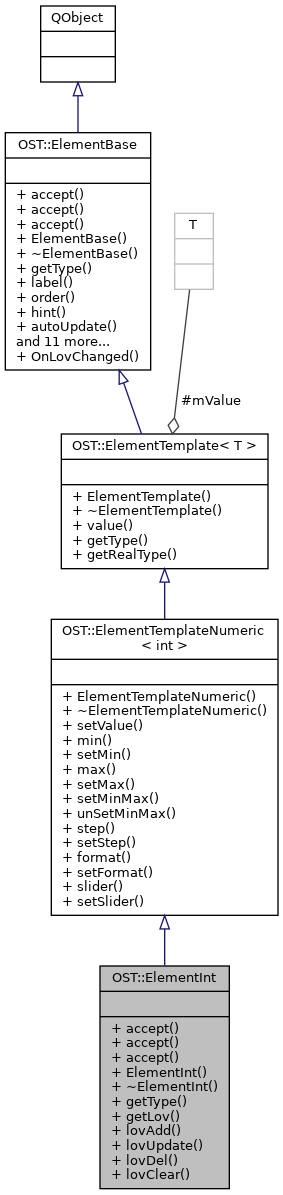 QObject
OST::ElementBase
+ accept()
+ accept()
+ accept()
+ ElementBase()
+ ~ElementBase()
+ getType()
+ label()
+ order()
+ hint()
+ autoUpdate()
and 11 more...
+ OnLovChanged()
T
#mValue
OST::ElementTemplate< T >
+ ElementTemplate()
+ ~ElementTemplate()
+ value()
+ getType()
+ getRealType()
OST::ElementTemplateNumeric
< int >
+ ElementTemplateNumeric()
+ ~ElementTemplateNumeric()
+ setValue()
+ min()
+ setMin()
+ max()
+ setMax()
+ setMinMax()
+ unSetMinMax()
+ step()
+ setStep()
+ format()
+ setFormat()
+ slider()
+ setSlider()
OST::ElementInt
+ accept()
+ accept()
+ accept()
+ ElementInt()
+ ~ElementInt()
+ getType()
+ getLov()
+ lovAdd()
+ lovUpdate()
+ lovDel()
+ lovClear()